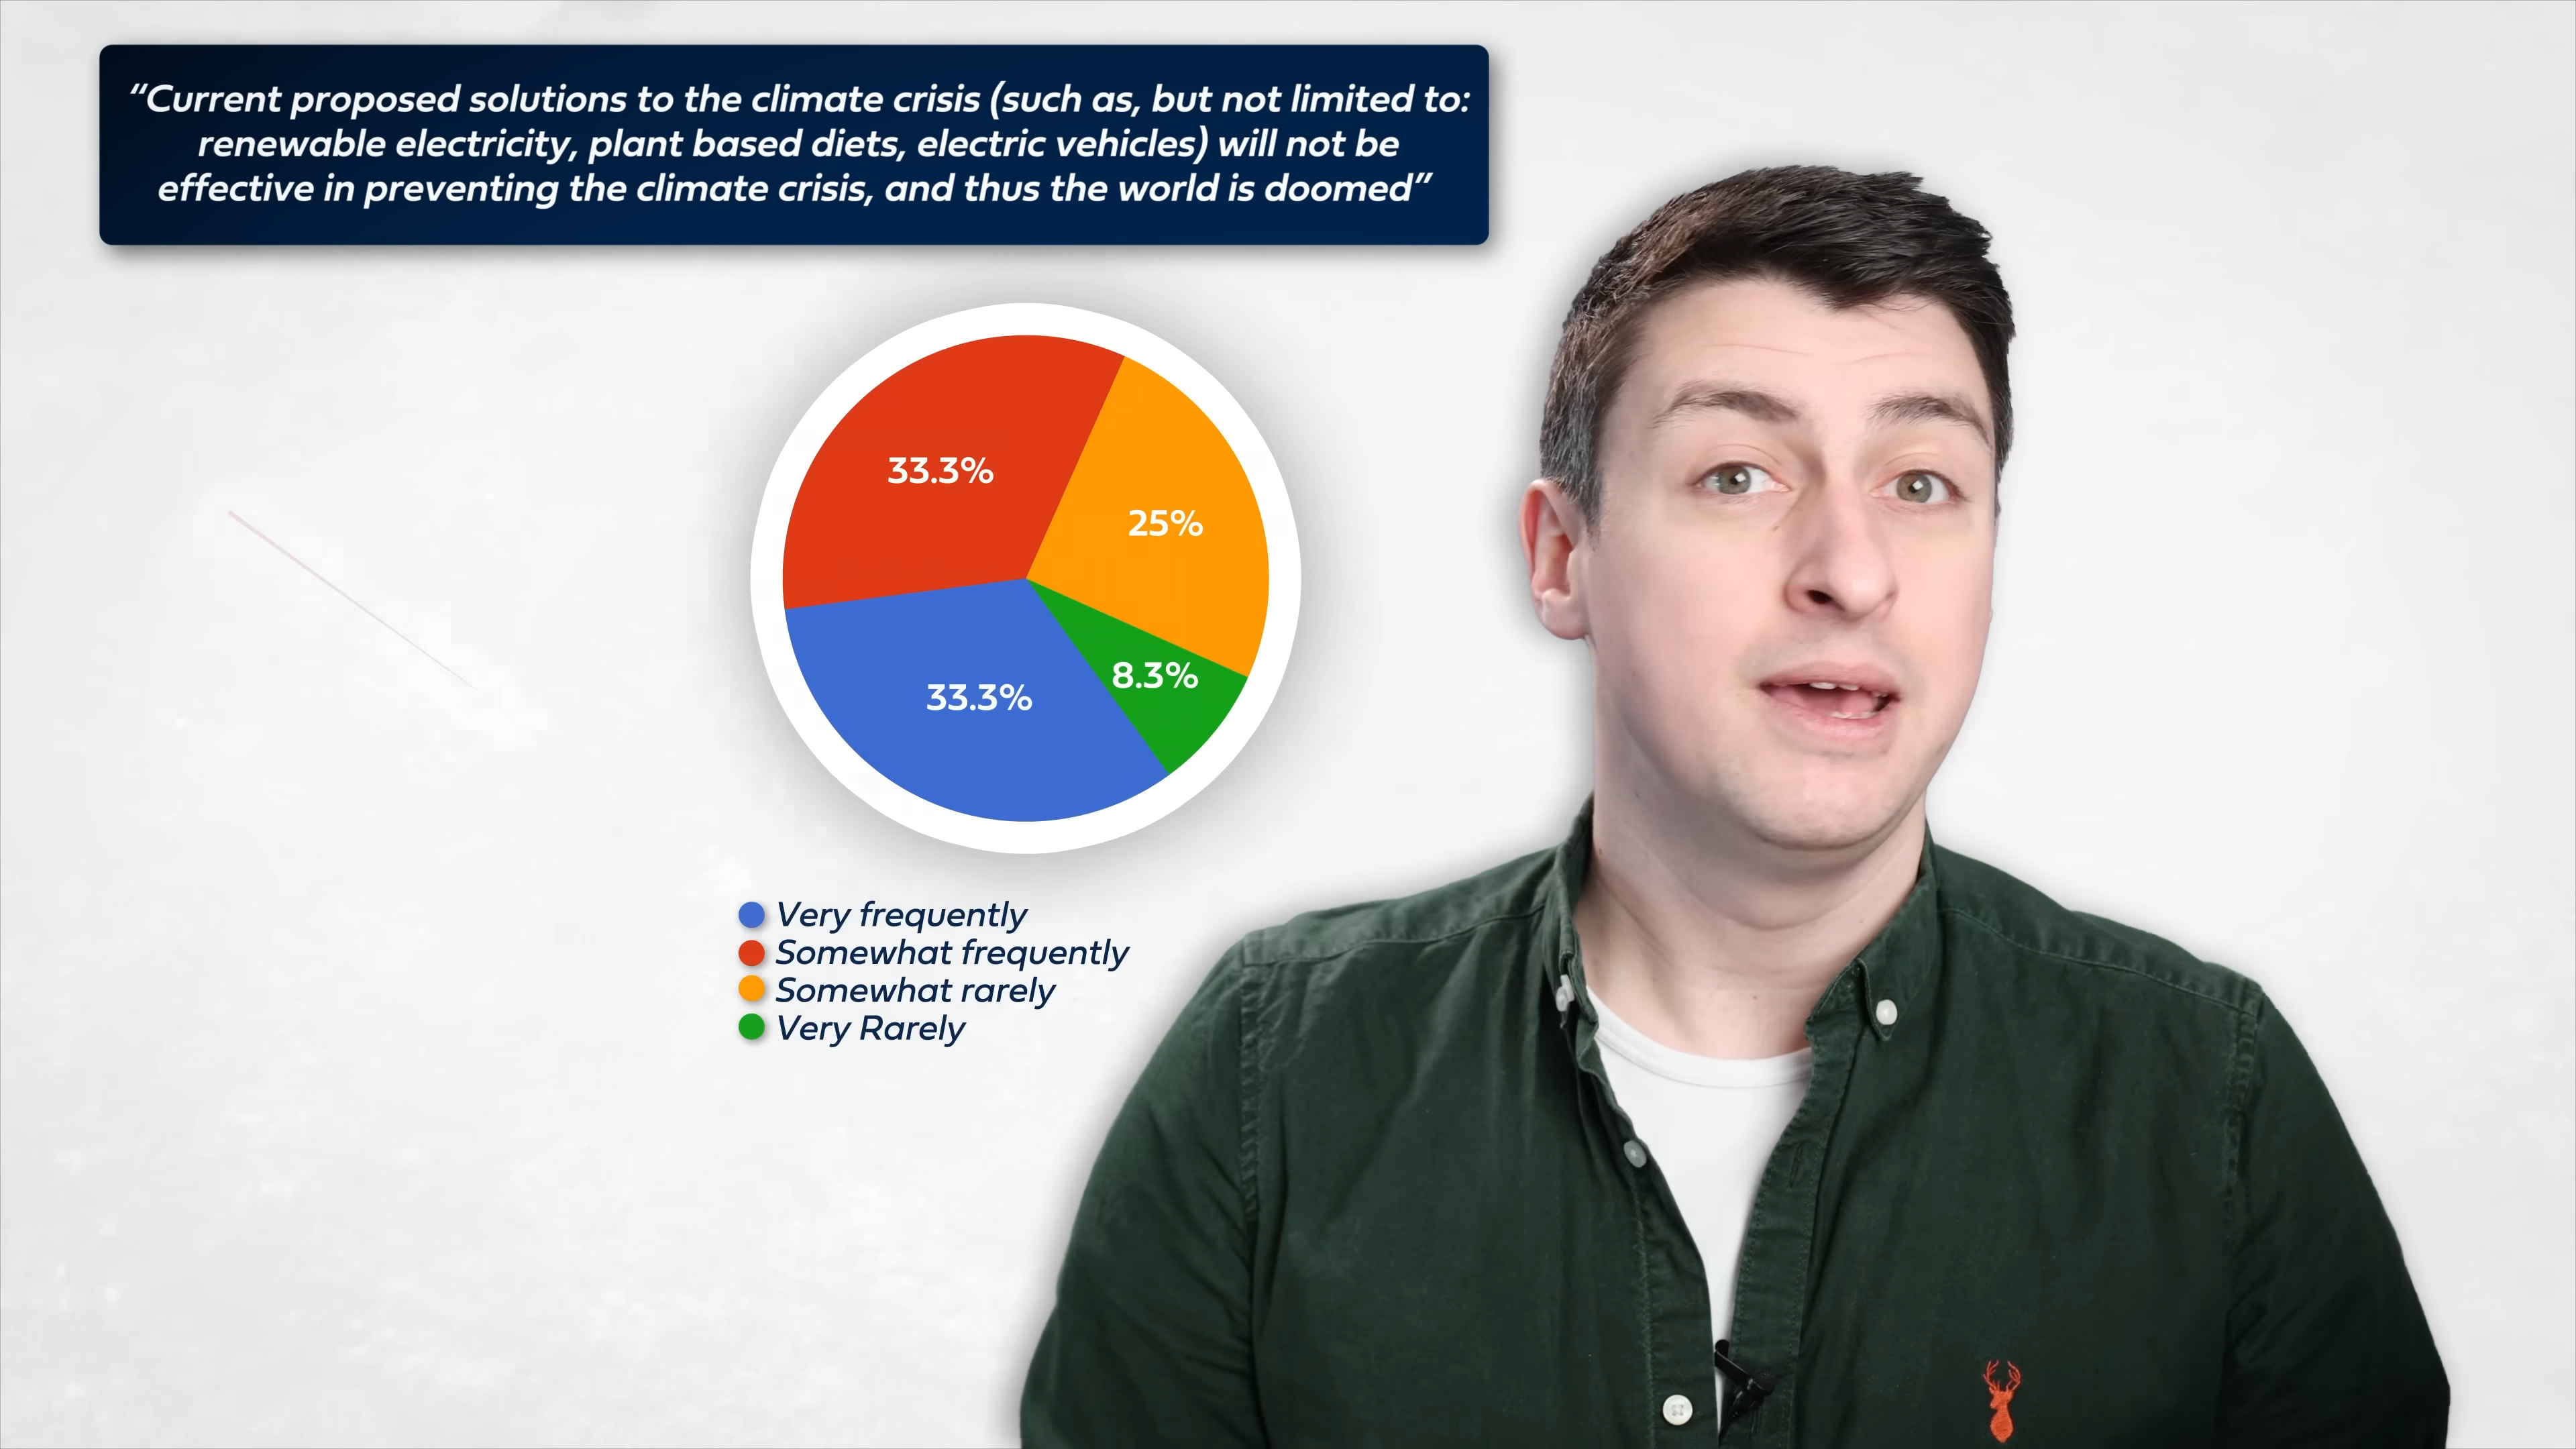 “Current proposed solutions to the climate crisis (such as, but not limited to:
renewable electricity, plant based diets, electric vehicles) will not be
effective in preventing the climate crisis, and thus the world is doomed”
33.3%
25%
8.3%
33.3%
Very frequently
Somewhat frequently
Somewhat rarely
Very Rarely